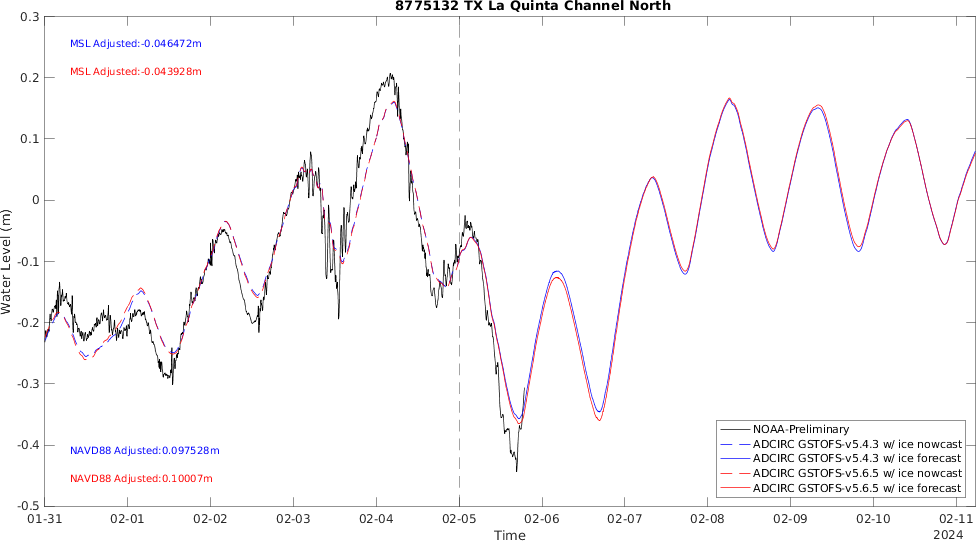 8775132 TX La Quinta Channel North
0.3
0.2
0.1
0
-0.1
-0.2
-0.3
-0.4
-0.5
Water Level (m)
MSL Adjusted:-0.046472m
MSL Adjusted:-0.043928m
NAVD88 Adjusted:0.097528m
NAVD88 Adjusted:0.10007m
NOAA-Preliminary
ADCIRC GSTOFS-v5.4.3 w/ ice nowcast
ADCIRC GSTOFS-v5.4.3 w/ ice forecast
ADCIRC GSTOFS-v5.6.5 w/ ice nowcast
ADCIRC GSTOFS-v5.6.5 w/ ice forecast
01-31 02-01 02-02 02-03 02-04 02-05 02-06 02-07 02-08 02-09 02-10 02-11
Time
2024